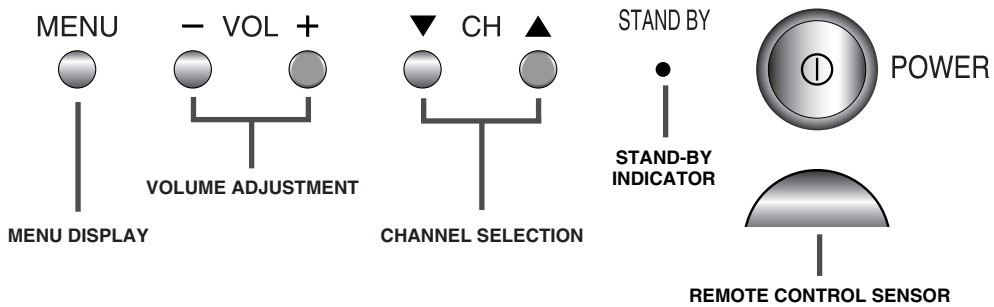 MENU
− VOL +
▼ CH ▲
STAND BY
POWER
STAND-BY
INDICATOR
VOLUME ADJUSTMENT
MENU DISPLAY
CHANNEL SELECTION
REMOTE CONTROL SENSOR